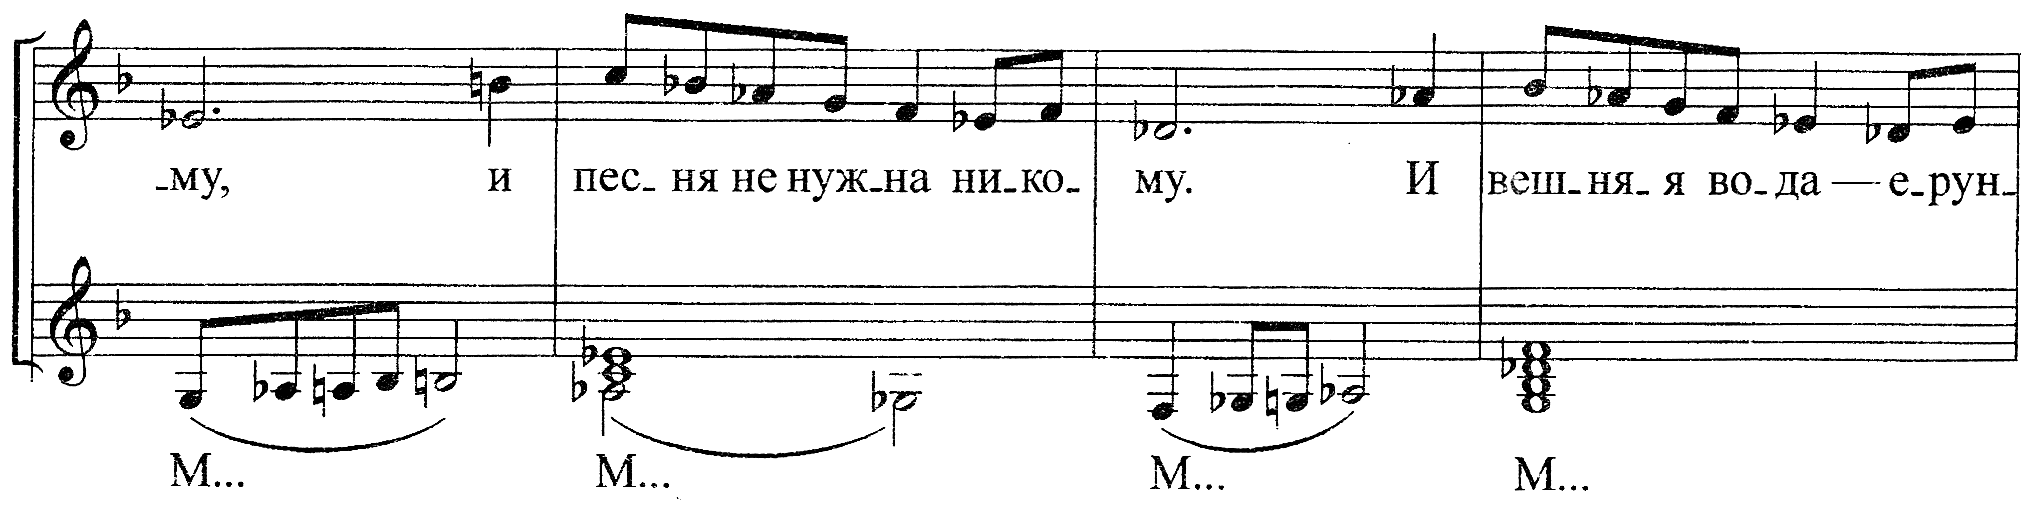 -му, и пес- ня не нуж-на ни-ко- му. И веш-ня-я во-да — е-рун-
М... М... М... М...